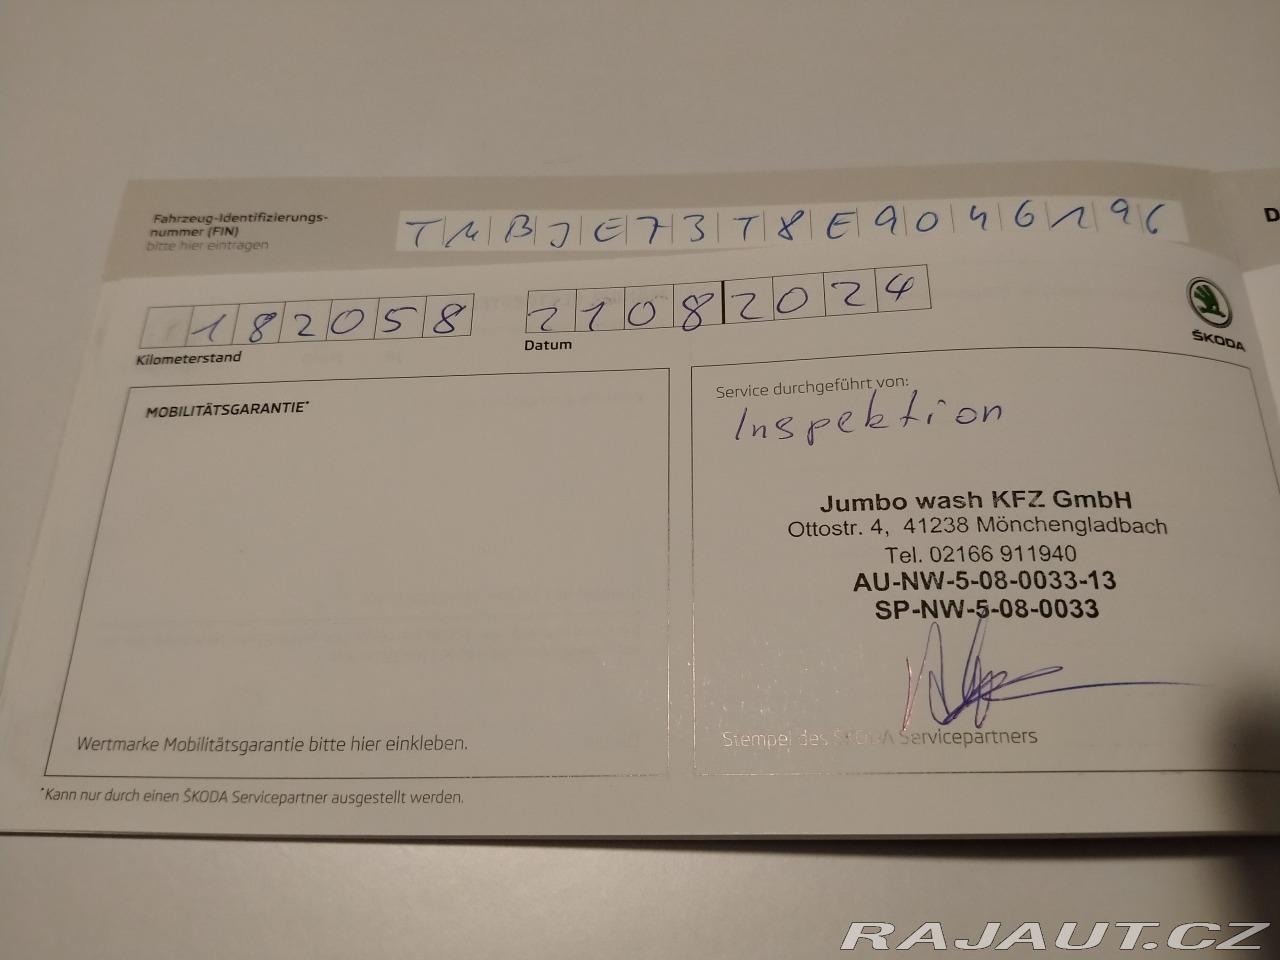 Fahrzeug-Identifizierungs-
nummer (FIN)
bitte hier eintragen
TMBJE73T8E9046196
182058
Kilometerstand
21082024
Datum
ŠKODA
D
MOBILITÄTSGARANTIE*
Wertmarke Mobilitätsgarantie bitte hier einkleben.
Service durchgeführt von:
Inspektion
Jumbo wash KFZ GmbH
Ottostr. 4, 41238 Mönchengladbach
Tel. 02166 911940
AU-NW-5-08-0033-13
SP-NW-5-08-0033
Stempel des ŠKODA Servicepartners
*Kann nur durch einen ŠKODA Servicepartner ausgestellt werden.
RAJAUT.CZ